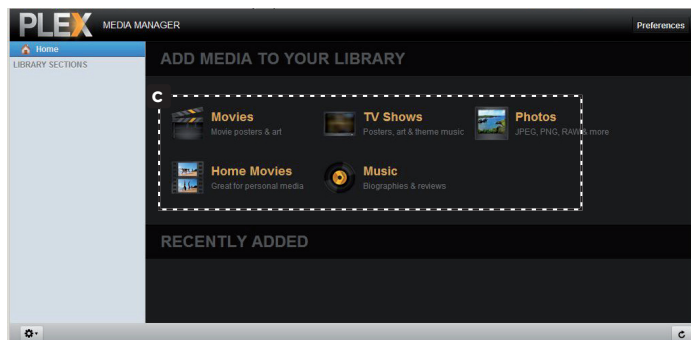 PLEX MEDIA MANAGER
Preferences
Home
LIBRARY SECTIONS
ADD MEDIA TO YOUR LIBRARY
C
Movies
Movie posters & art
TV Shows
Posters, art & theme music
Photos
JPEG, PNG, RAW & more
Home Movies
Great for personal media
Music
Biographies & reviews
RECENTLY ADDED